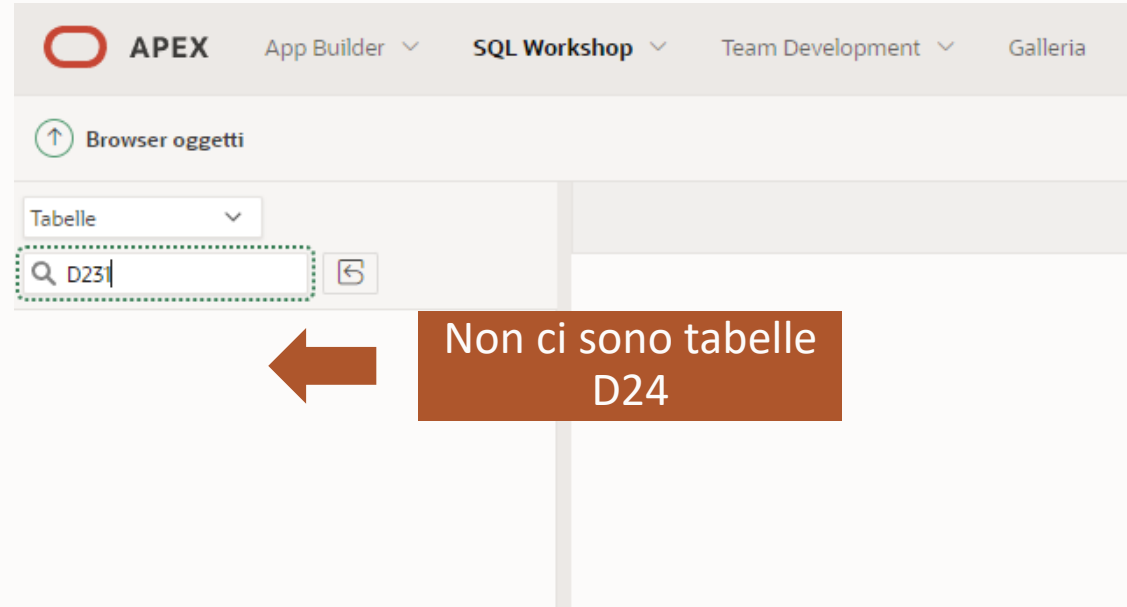 APEX App Builder SQL Workshop Team Development Galleria
Browser oggetti
Tabelle
D231
Non ci sono tabelle
D24